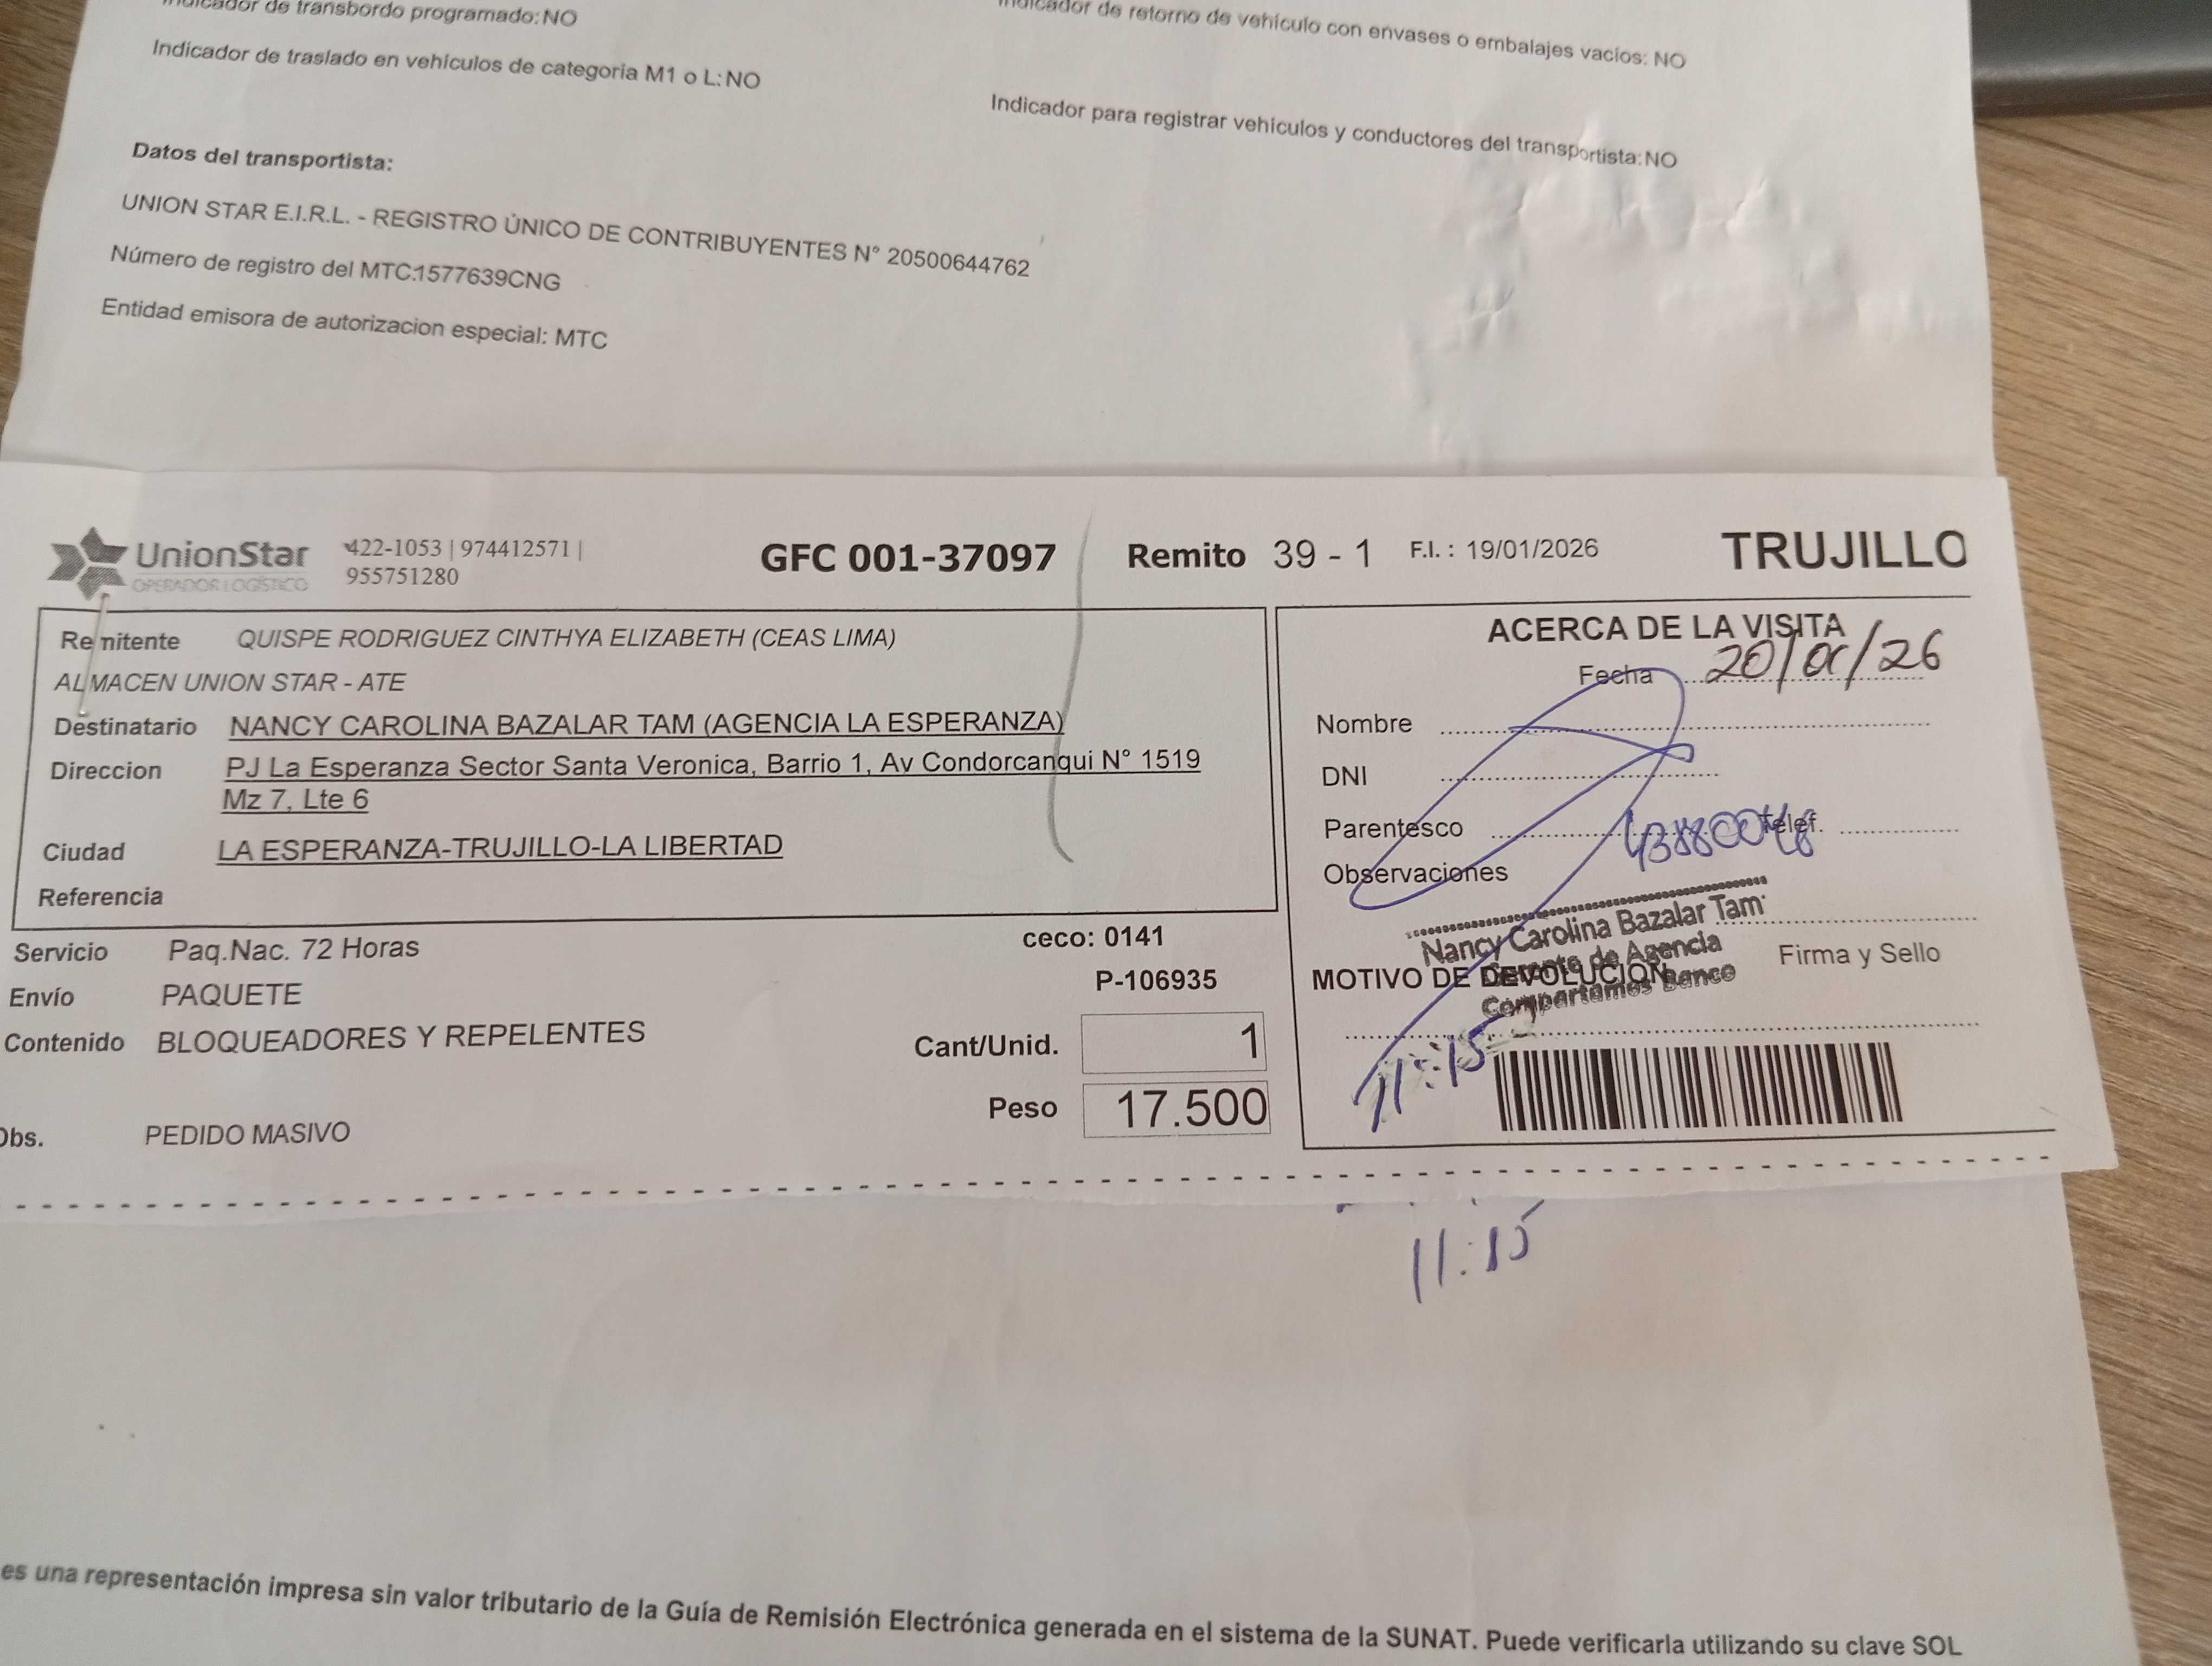 Indicador de transbordo programado:NO
Indicador de retorno de vehículo con envases o embalajes vacíos: NO
Indicador de traslado en vehículos de categoria M1 o L:NO
Indicador para registrar vehículos y conductores del transportista:NO
Datos del transportista:
UNION STAR E.I.R.L. - REGISTRO ÚNICO DE CONTRIBUYENTES N° 20500644762
Número de registro del MTC:1577639CNG
Entidad emisora de autorizacion especial: MTC
UnionStar
OPERADOR LOGÍSTICO
422-1053 | 974412571 |
955751280
GFC 001-37097
Remito 39 - 1
F.I. : 19/01/2026
TRUJILLO
Remitente QUISPE RODRIGUEZ CINTHYA ELIZABETH (CEAS LIMA)
ALMACEN UNION STAR - ATE
Destinatario NANCY CAROLINA BAZALAR TAM (AGENCIA LA ESPERANZA)
Direccion PJ La Esperanza Sector Santa Veronica, Barrio 1, Av Condorcanqui N° 1519
Mz 7, Lte 6
Ciudad LA ESPERANZA-TRUJILLO-LA LIBERTAD
Referencia
Servicio Paq.Nac. 72 Horas
ceco: 0141
Envío PAQUETE
P-106935
Contenido BLOQUEADORES Y REPELENTES
Cant/Unid. 1
Peso 17.500
Obs. PEDIDO MASIVO
ACERCA DE LA VISITA
Fecha 20/01/26
Nombre
DNI
Parentesco Telef.
Observaciones
Nancy Carolina Bazalar Tam
Gerente de Agencia
Compartamos Banco
Firma y Sello
MOTIVO DE DEVOLUCION
11:15
11:15
es una representación impresa sin valor tributario de la Guía de Remisión Electrónica generada en el sistema de la SUNAT. Puede verificarla utilizando su clave SOL